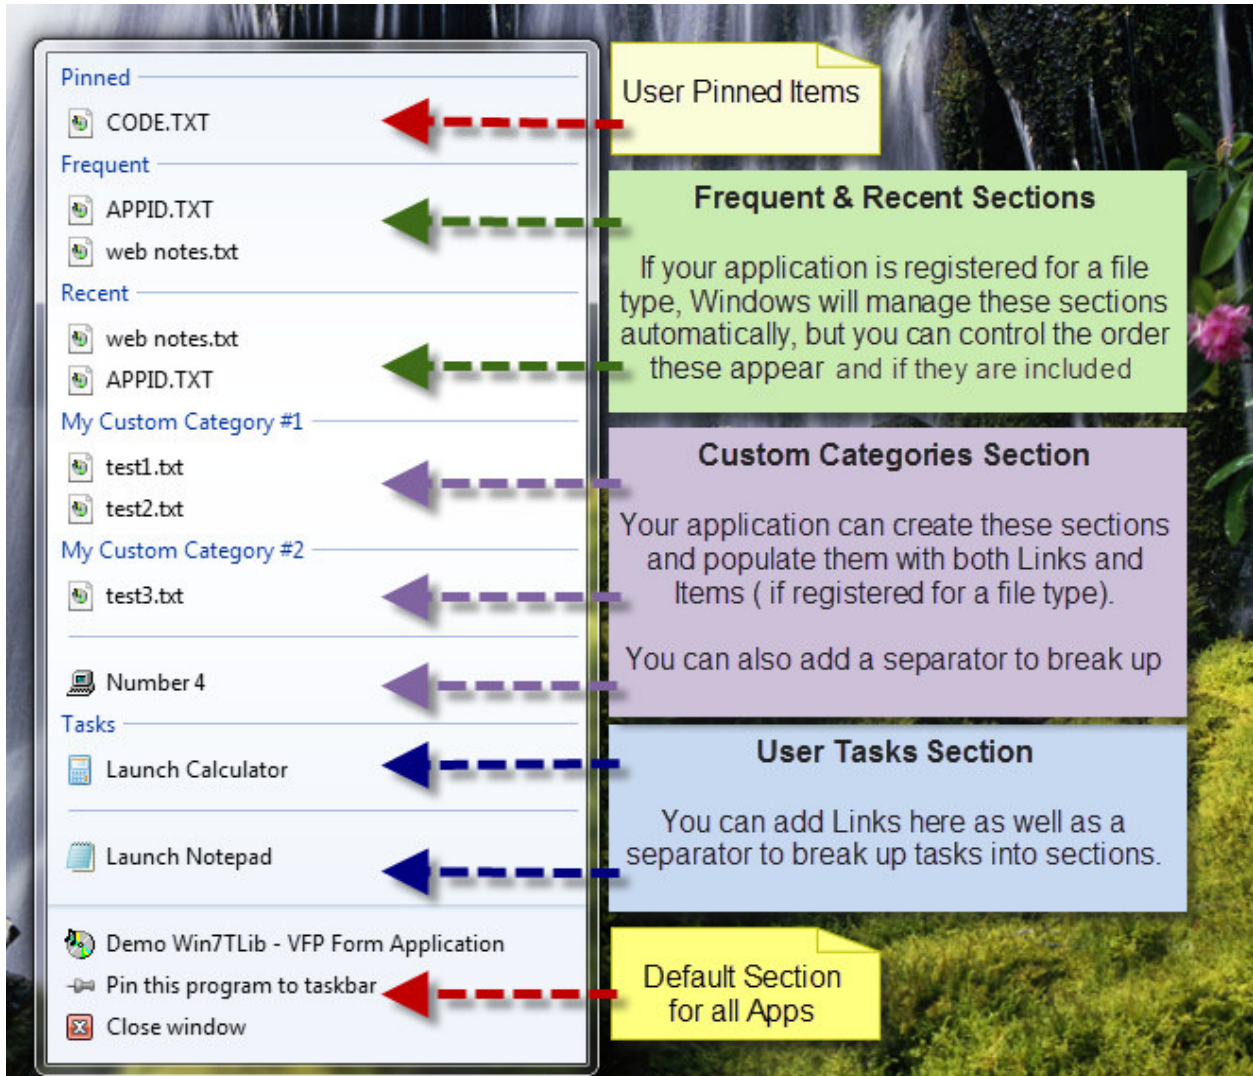 Pinned
CODE.TXT
Frequent
APPID.TXT
web notes.txt
Recent
web notes.txt
APPID.TXT
My Custom Category #1
test1.txt
test2.txt
My Custom Category #2
test3.txt
Number 4
Tasks
Launch Calculator
Launch Notepad
Demo Win7TLib - VFP Form Application
Pin this program to taskbar
Close window
User Pinned Items
Frequent & Recent Sections
If your application is registered for a file
type, Windows will manage these sections
automatically, but you can control the order
these appear and if they are included
Custom Categories Section
Your application can create these sections
and populate them with both Links and
Items ( if registered for a file type).
You can also add a separator to break up
User Tasks Section
You can add Links here as well as a
separator to break up tasks into sections.
Default Section
for all Apps